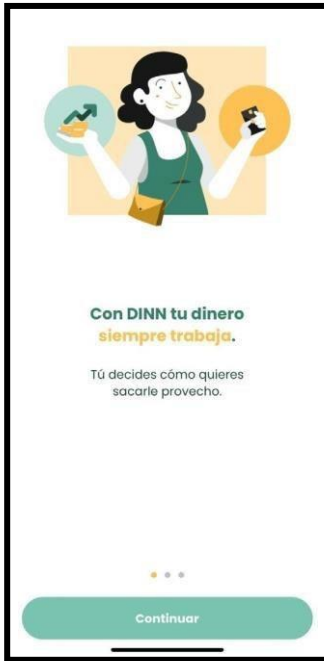 Con DINN tu dinero
siempre trabaja.
Tú decides cómo quieres
sacarle provecho.
Continuar